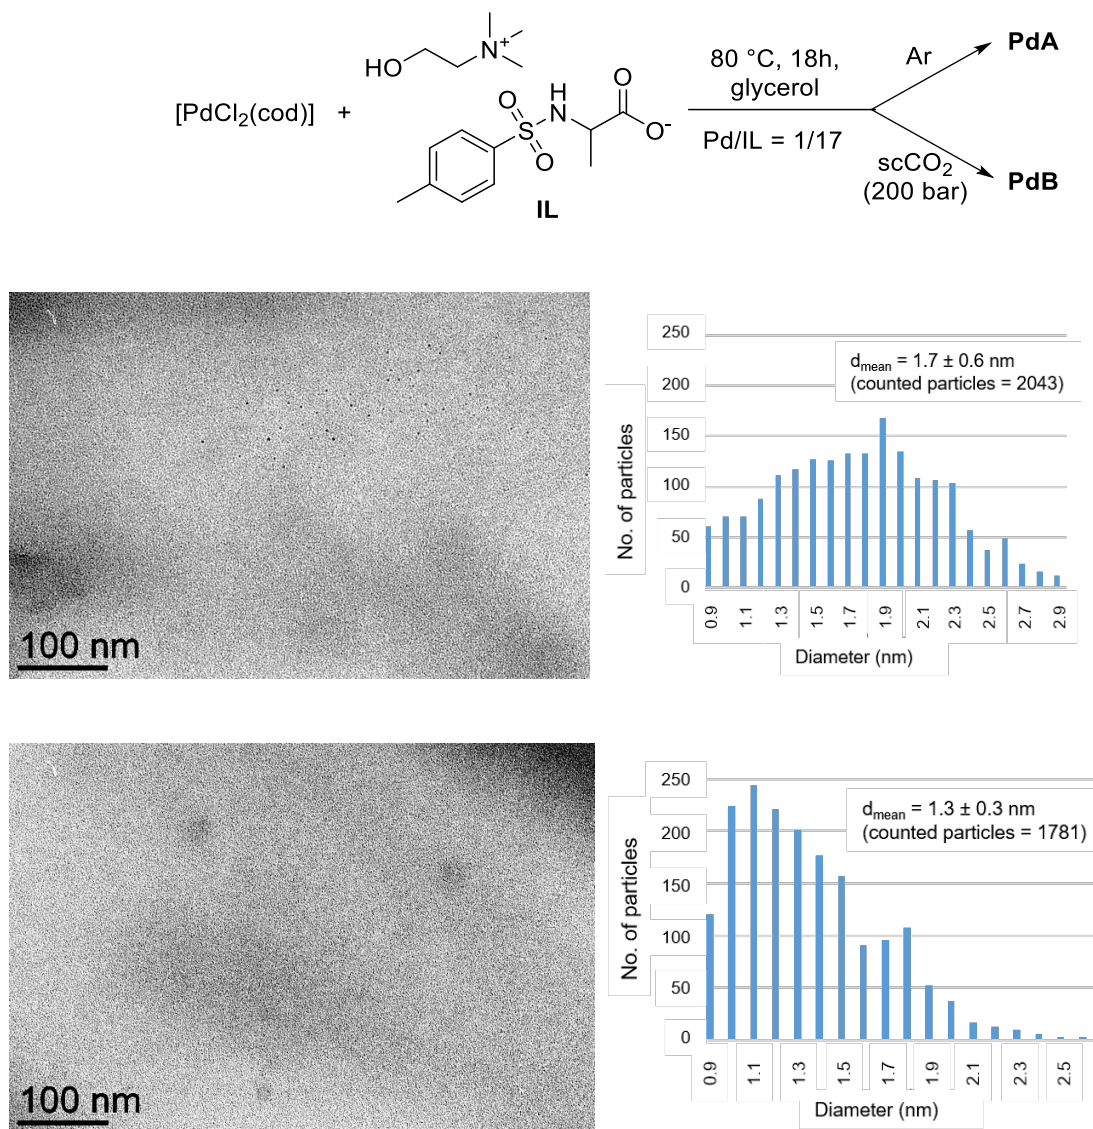 HO
N+
[PdCl2(cod)] +
O
S
O
H
N
O
O-
IL
80 °C, 18h,
glycerol
Pd/IL = 1/17
Ar
PdA
scCO2
(200 bar)
PdB
100 nm
No. of particles
250
200
150
100
50
0
dmean = 1.7 ± 0.6 nm
(counted particles = 2043)
0.9 1.1 1.3 1.5 1.7 1.9 2.1 2.3 2.5 2.7 2.9
Diameter (nm)
100 nm
No. of particles
250
200
150
100
50
0
dmean = 1.3 ± 0.3 nm
(counted particles = 1781)
0.9 1.1 1.3 1.5 1.7 1.9 2.1 2.3 2.5
Diameter (nm)